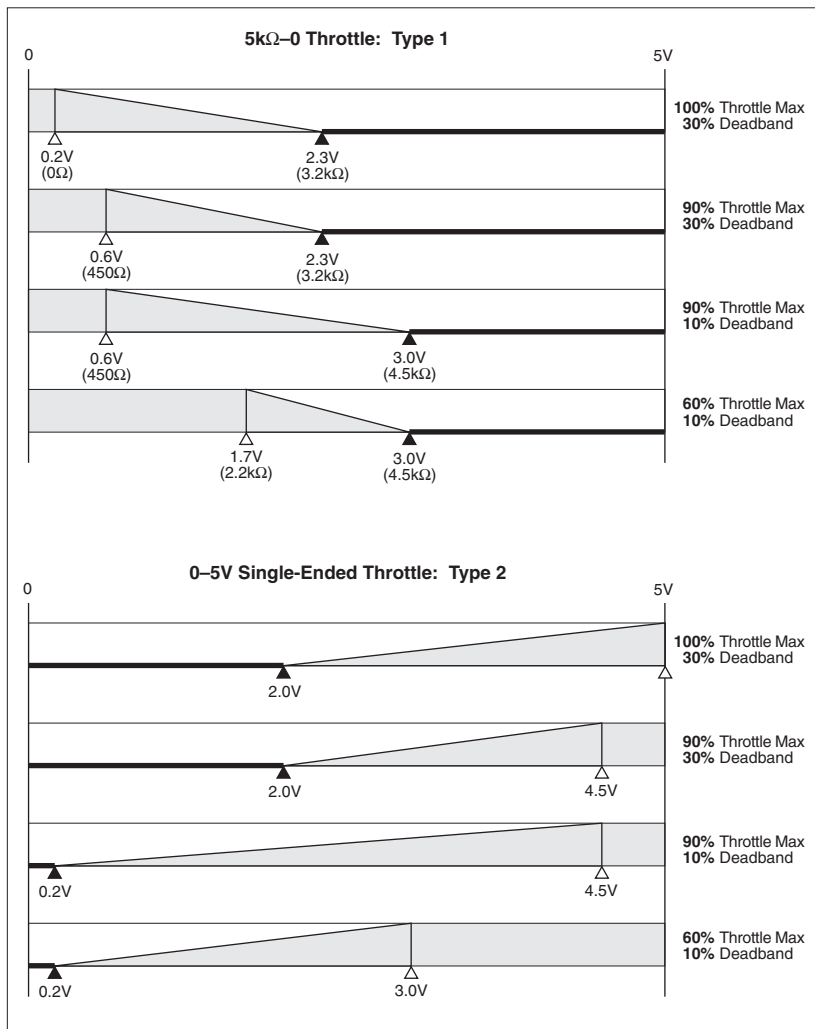 5kΩ–0 Throttle: Type 1
0
5V
100% Throttle Max
30% Deadband
0.2V
(0Ω)
2.3V
(3.2kΩ)
90% Throttle Max
30% Deadband
0.6V
(450Ω)
2.3V
(3.2kΩ)
90% Throttle Max
10% Deadband
0.6V
(450Ω)
3.0V
(4.5kΩ)
60% Throttle Max
10% Deadband
1.7V
(2.2kΩ)
3.0V
(4.5kΩ)
0–5V Single-Ended Throttle: Type 2
0
5V
100% Throttle Max
30% Deadband
2.0V
90% Throttle Max
30% Deadband
2.0V
4.5V
90% Throttle Max
10% Deadband
0.2V
4.5V
60% Throttle Max
10% Deadband
0.2V
3.0V